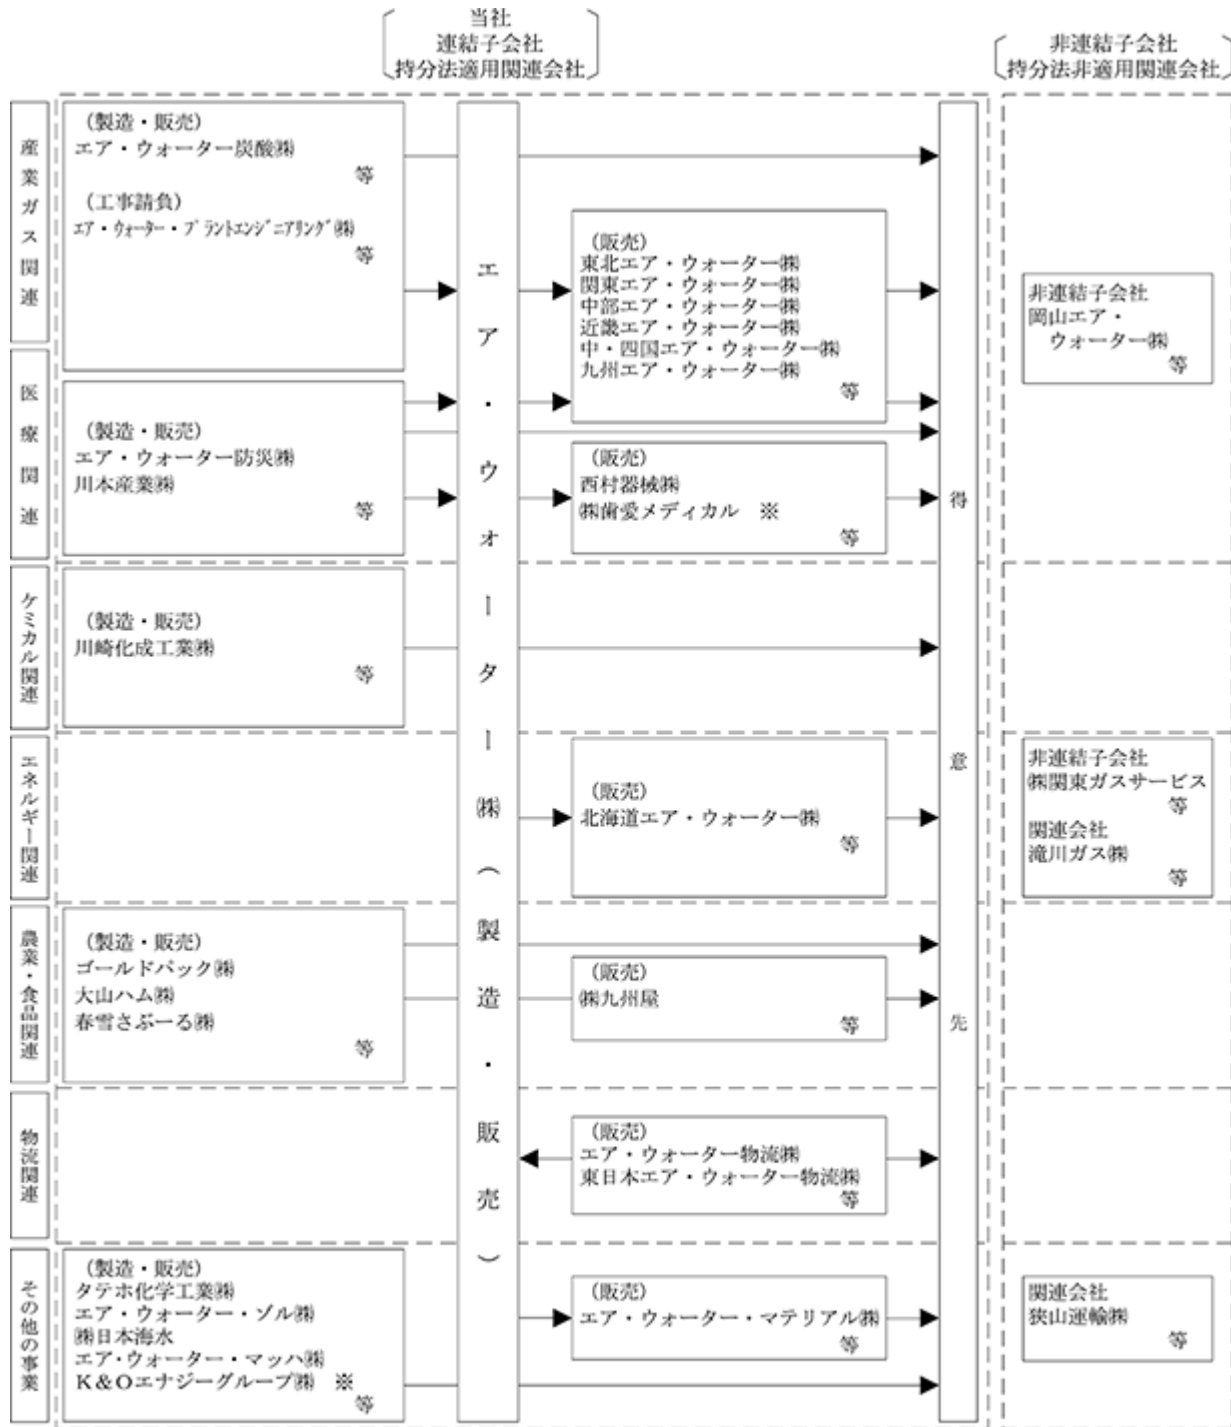 当社
連結子会社
持分法適用関連会社
非連結子会社
持分法非適用関連会社
産業ガス関連
(製造・販売)
エア・ウォーター炭酸㈱
等
(工事請負)
エア・ウォーター・プラントエンジニアリング㈱
等
エア・ウォーター㈱(製造・販売)
(販売)
東北エア・ウォーター㈱
関東エア・ウォーター㈱
中部エア・ウォーター㈱
近畿エア・ウォーター㈱
中・四国エア・ウォーター㈱
九州エア・ウォーター㈱
等
得意先
非連結子会社
岡山エア・
ウォーター㈱
等
医療関連
(製造・販売)
エア・ウォーター防災㈱
川本産業㈱
等
(販売)
西村器械㈱
㈱歯愛メディカル ※
等
ケミカル関連
(製造・販売)
川崎化成工業㈱
等
エネルギー関連
(販売)
北海道エア・ウォーター㈱
等
非連結子会社
㈱関東ガスサービス
等
関連会社
滝川ガス㈱
等
農業・食品関連
(製造・販売)
ゴールドパック㈱
大山ハム㈱
春雪さぶーる㈱
等
(販売)
㈱九州屋
等
物流関連
(販売)
エア・ウォーター物流㈱
東日本エア・ウォーター物流㈱
等
その他の事業
(製造・販売)
タテホ化学工業㈱
エア・ウォーター・ゾル㈱
㈱日本海水
エア・ウォーター・マッハ㈱
K&Oエナジーグループ㈱ ※
等
(販売)
エア・ウォーター・マテリアル㈱
等
関連会社
狭山運輸㈱
等